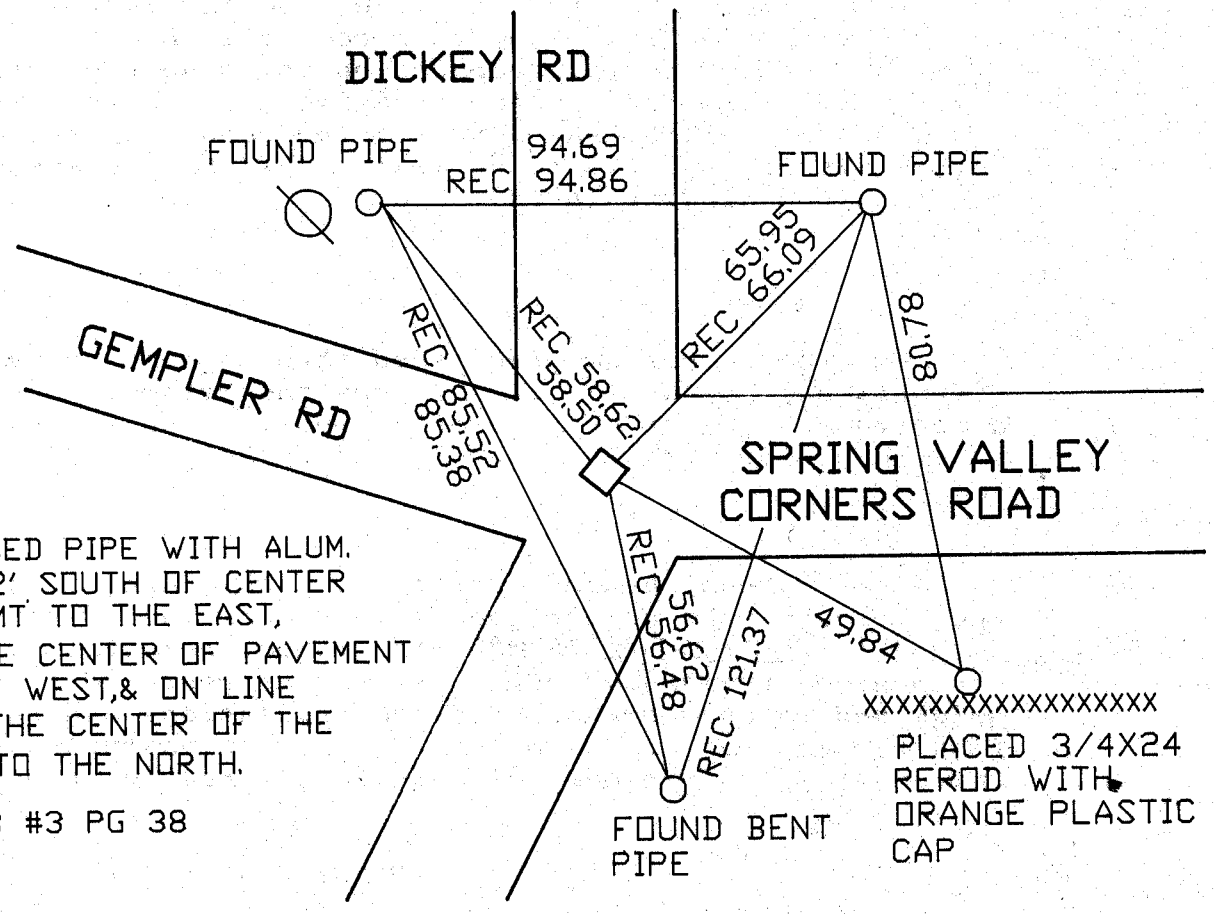 DICKEY RD
FOUND PIPE
94.69
REC 94.86
FOUND PIPE
65.95
REC 66.09
80.78
REC 58.62
58.50
REC 85.52
85.38
GEMPLER RD
SPRING VALLEY
CORNERS ROAD
REC 56.62
56.48
REC 121.37
49.84
PIPE WITH ALUM.
2' SOUTH OF CENTER
TO THE EAST,
CENTER OF PAVEMENT
WEST,& ON LINE
THE CENTER OF THE
TO THE NORTH.
#3 PG 38
XXXXXXXXXXXXXXXXX
PLACED 3/4X24
REROD WITH
ORANGE PLASTIC
CAP
FOUND BENT
PIPE